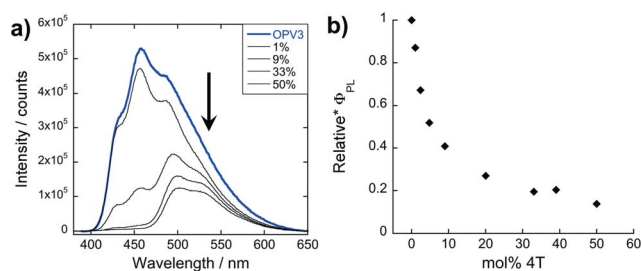 a)
6x10⁵
5x10⁵
4x10⁵
3x10⁵
2x10⁵
1x10⁵
0
Intensity / counts
OPV3
1%
9%
33%
50%
400
450
500
550
600
650
Wavelength / nm
b)
1
0.8
0.6
0.4
0.2
0
Relative* Φ_PL
0
10
20
30
40
50
60
mol% 4T